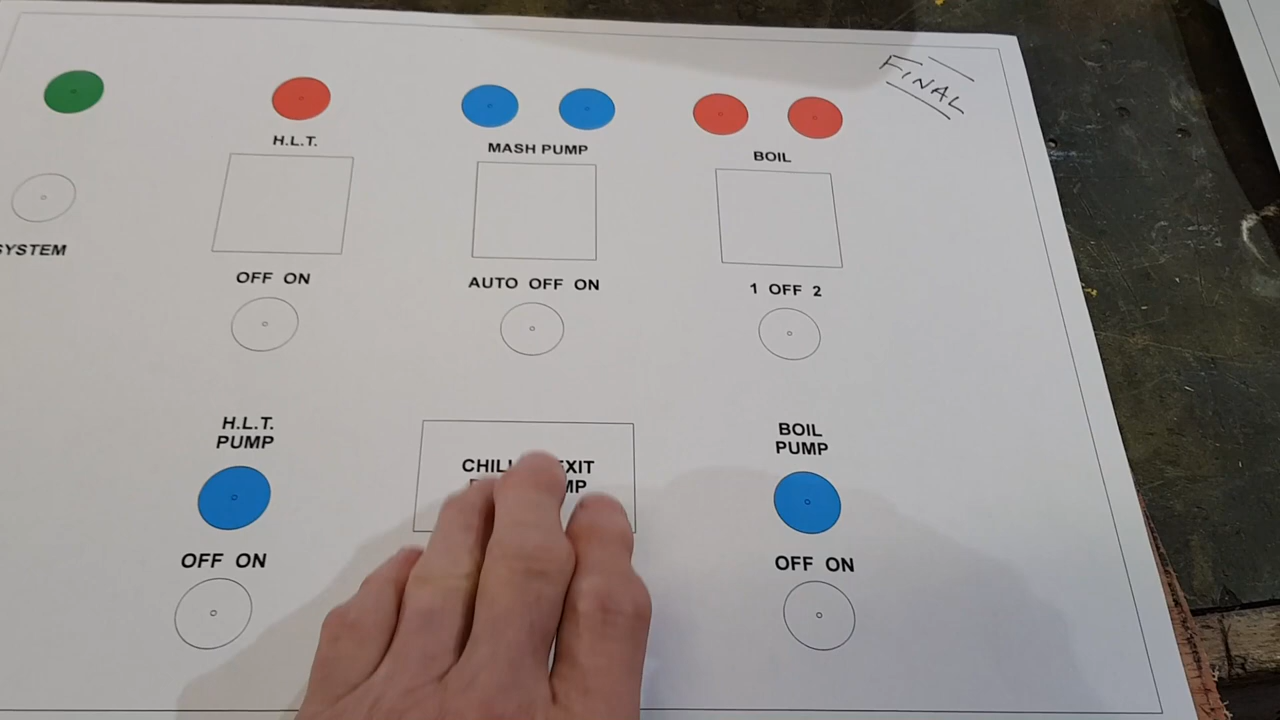 FINAL
H.L.T.
MASH PUMP
BOIL
SYSTEM
OFF ON
AUTO OFF ON
1 OFF 2
H.L.T.
PUMP
EXIT
BOIL
PUMP
OFF ON
OFF ON